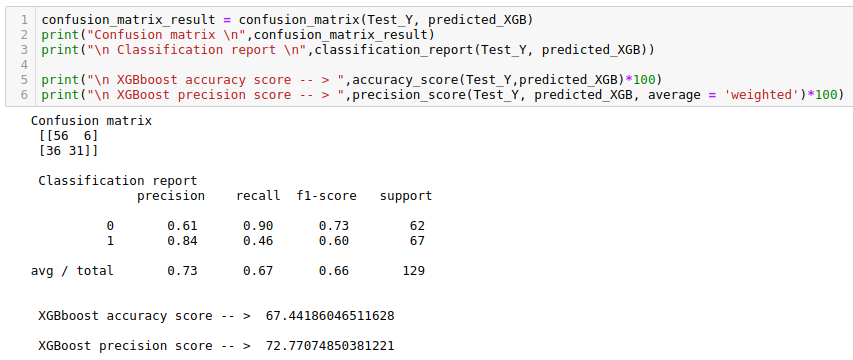 1 confusion_matrix_result = confusion_matrix(Test_Y, predicted_XGB)
2 print("Confusion matrix \n",confusion_matrix_result)
3 print("\n Classification report \n",classification_report(Test_Y, predicted_XGB))
4
5 print("\n XGBboost accuracy score -- > ",accuracy_score(Test_Y,predicted_XGB)*100)
6 print("\n XGBoost precision score -- > ",precision_score(Test_Y, predicted_XGB, average = 'weighted')*100)
Confusion matrix
[[56  6]
[36 31]]
Classification report
precision    recall  f1-score   support
0       0.61      0.90      0.73        62
1       0.84      0.46      0.60        67
avg / total       0.73      0.67      0.66       129
XGBboost accuracy score -- >  67.44186046511628
XGBoost precision score -- >  72.77074850381221